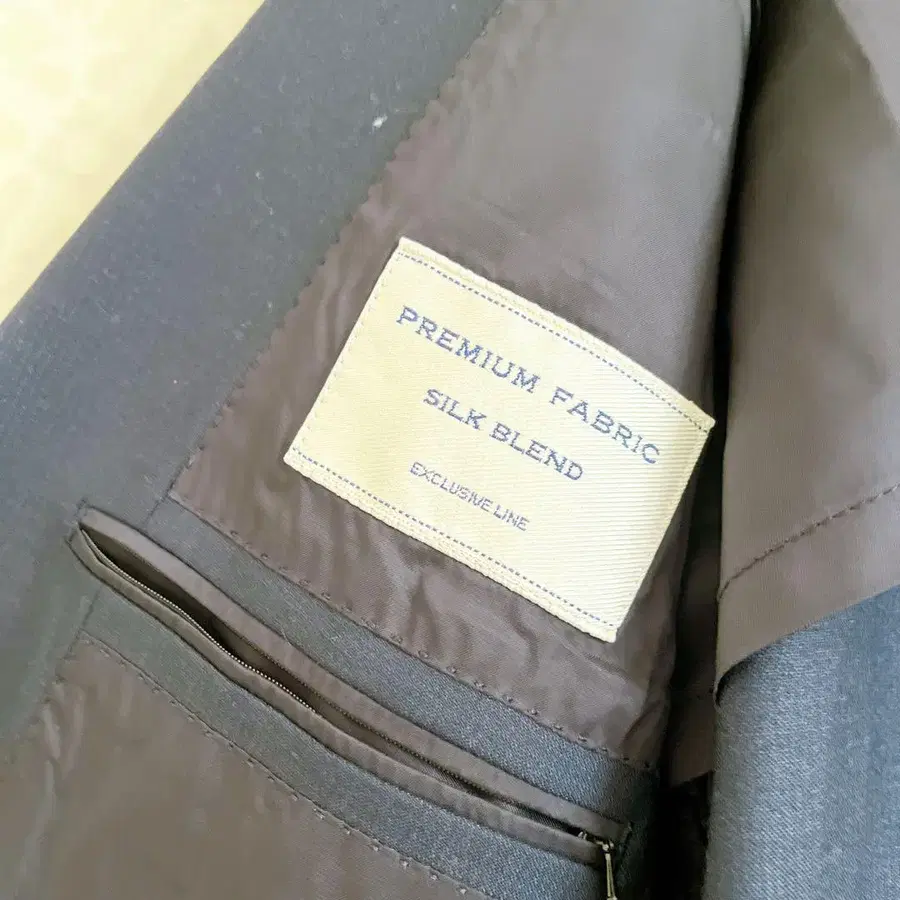 PREMIUM FABRIC
SILK BLEND
EXCLUSIVE LINE